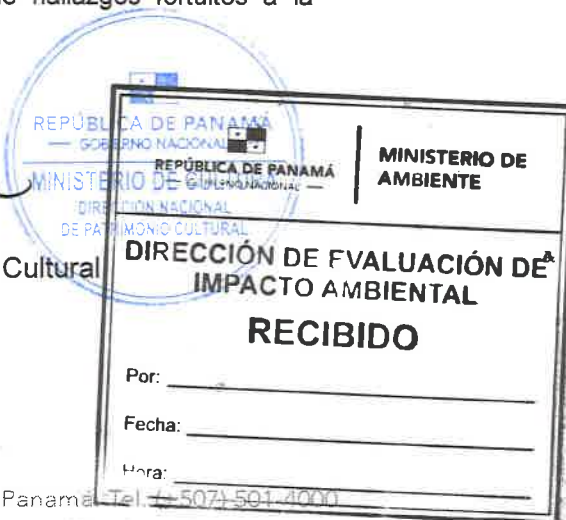 hallazgos fortuitos a la
REPÚBLICA DE PANAMÁ
— GOBIERNO NACIONAL —
MINISTERIO DE CULTURA
DIRECCIÓN NACIONAL
DE PATRIMONIO CULTURAL
Cultural
REPÚBLICA DE PANAMÁ
— GOBIERNO NACIONAL —
MINISTERIO DE
AMBIENTE
DIRECCIÓN DE EVALUACIÓN DE
IMPACTO AMBIENTAL
RECIBIDO
Por:
Fecha:
Hora:
Panamá Tel. (+507) 501-4000